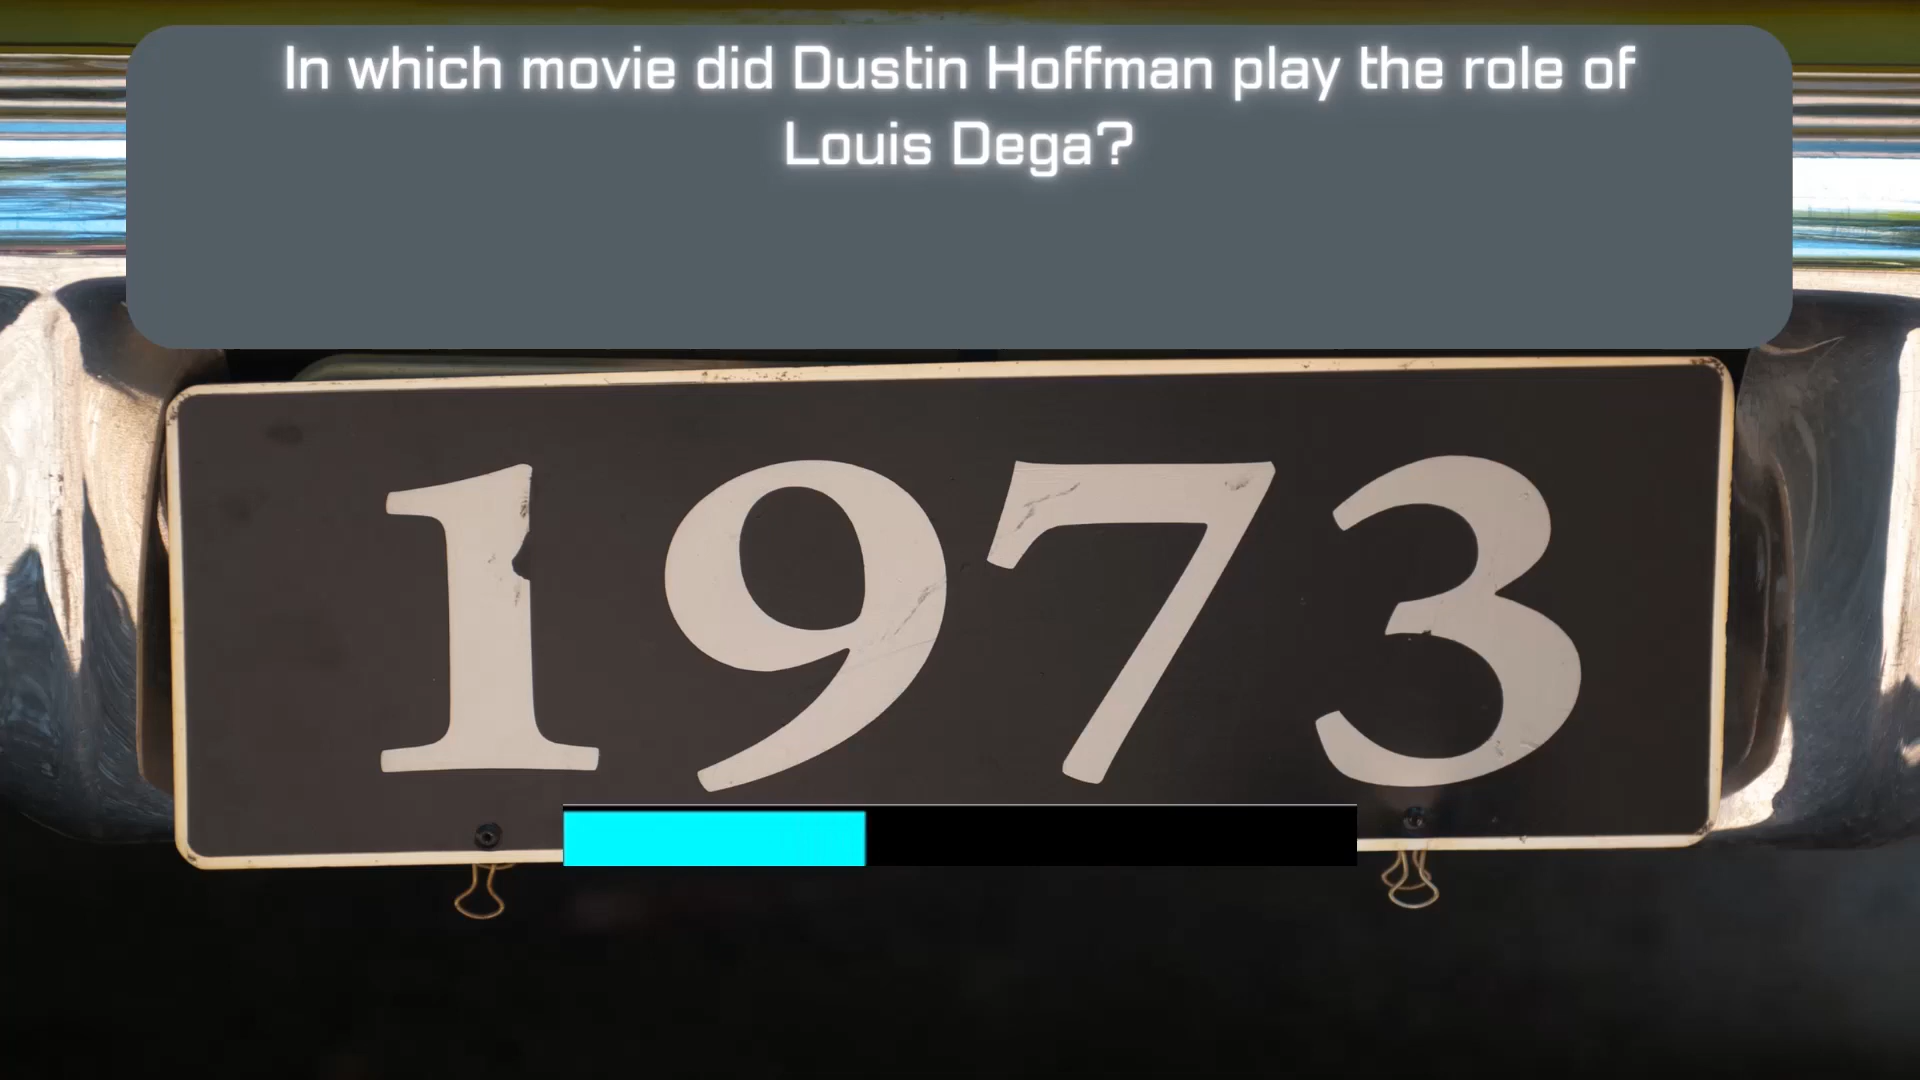 In which movie did Dustin Hoffman play the role of
Louis Dega?
1973